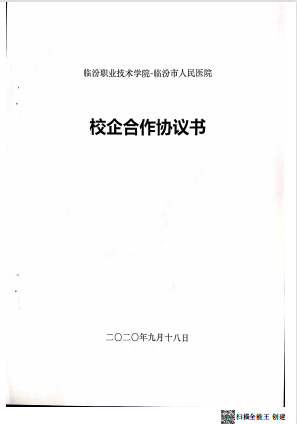 临汾职业技术学院-临汾市人民医院
校企合作协议书
二〇二〇年九月十八日
扫描全能王 创建